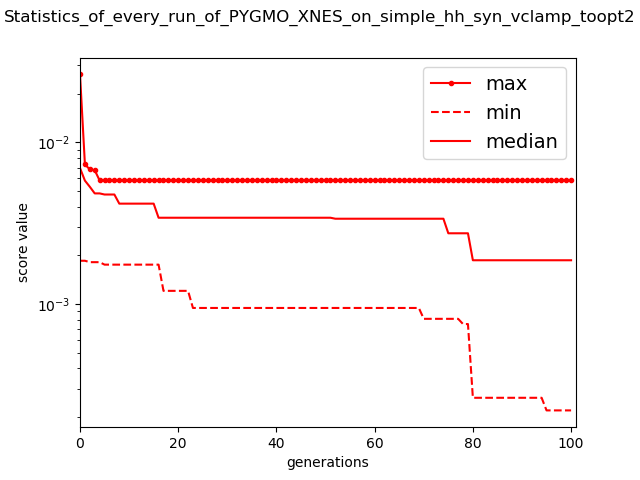 Statistics_of_every_run_of_PYGMO_XNES_on_simple_hh_syn_vclamp_toopt2
max
min
median
10⁻²
10⁻³
score value
0
20
40
60
80
100
generations